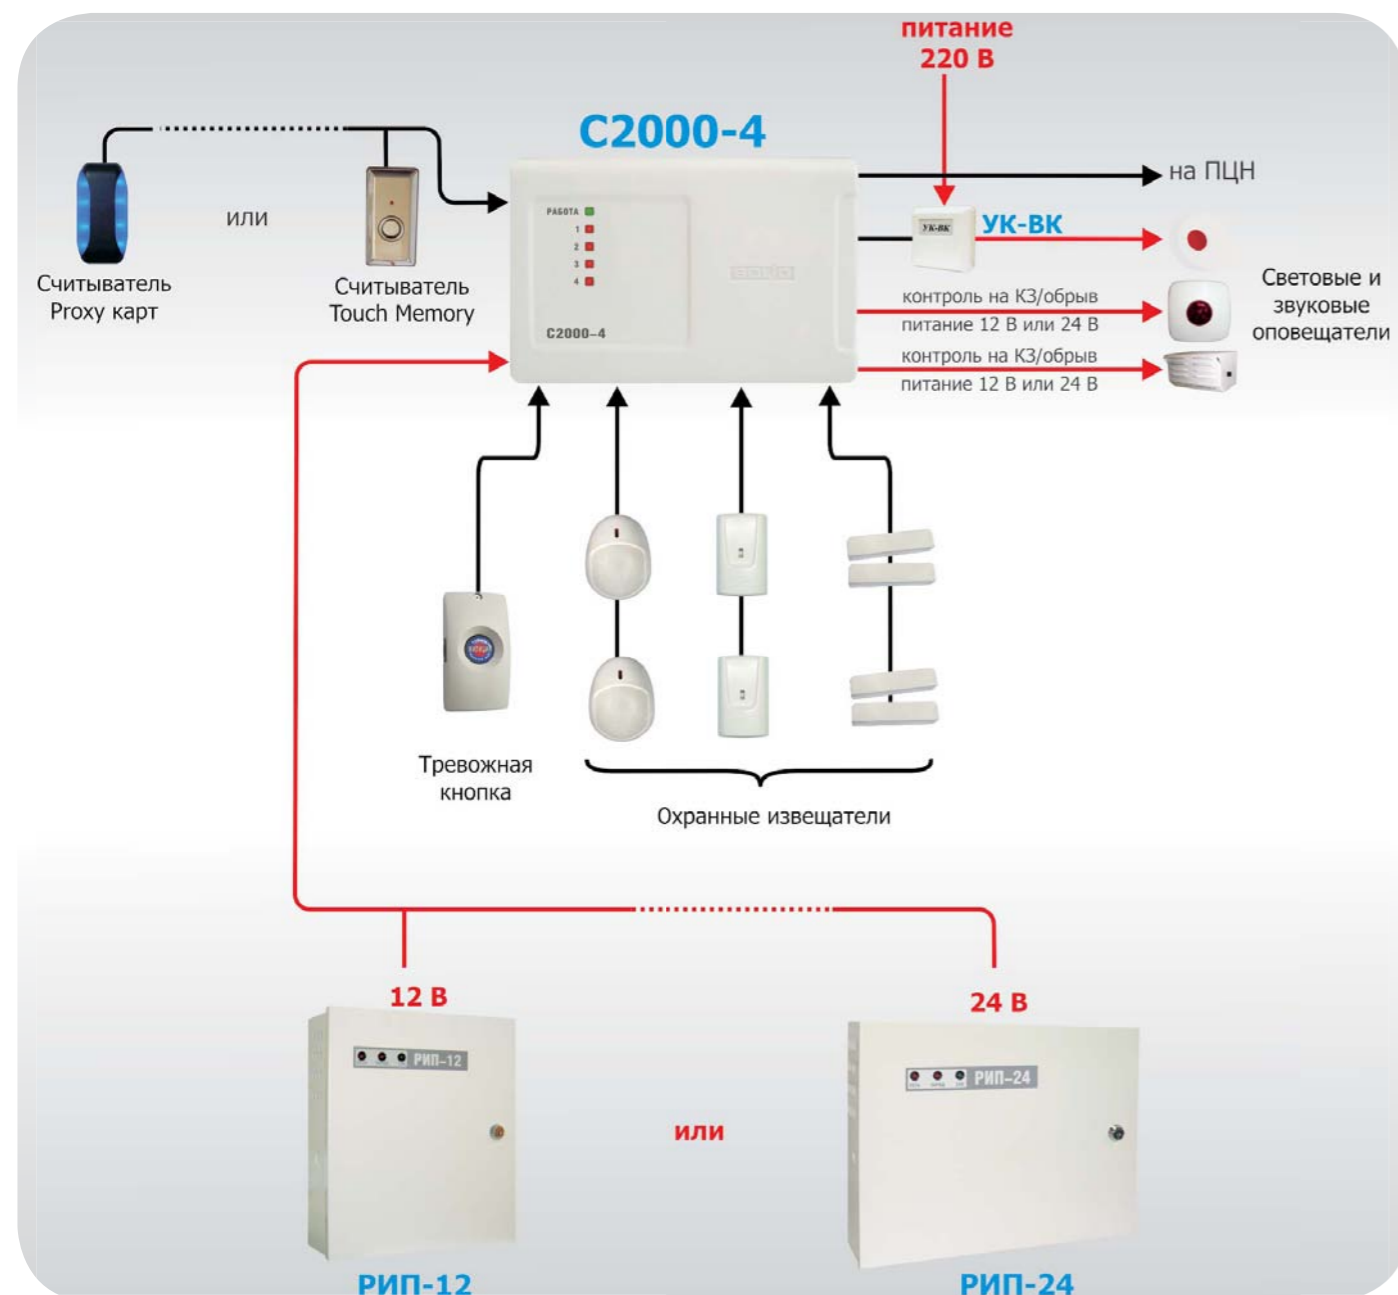 питание
220 В
С2000-4
на ПЦН
РАБОТА
1
2
3
4
С2000-4
УК-ВК
УК-ВК
или
Считыватель
Proxy карт
Считыватель
Touch Memory
контроль на КЗ/обрыв
питание 12 В или 24 В
контроль на КЗ/обрыв
питание 12 В или 24 В
Световые и
звуковые
оповещатели
Тревожная
кнопка
Охранные извещатели
12 В
24 В
РИП-12
РИП-24
или
РИП-12
РИП-24